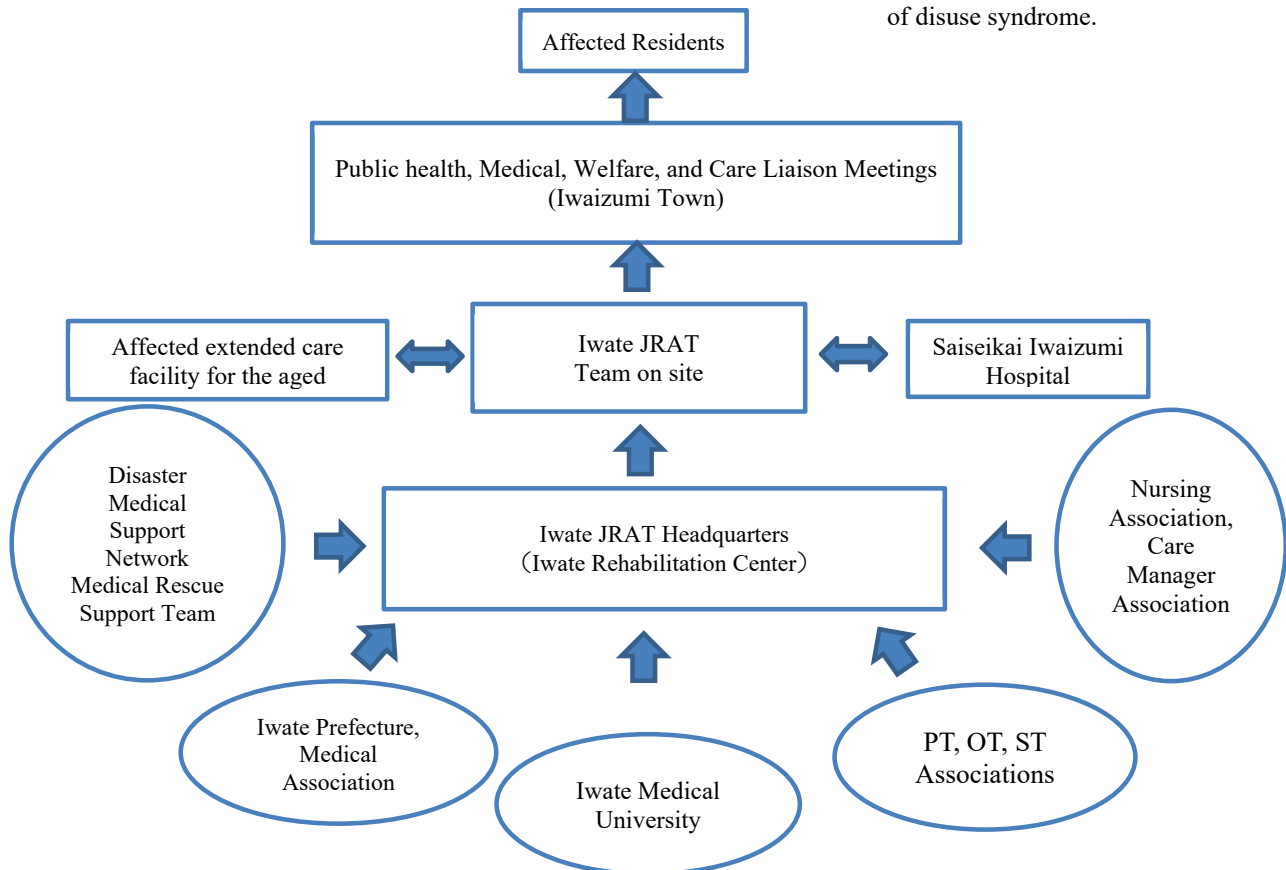 of disuse syndrome.
Affected Residents
Public health, Medical, Welfare, and Care Liaison Meetings
(Iwaizumi Town)
Affected extended care
facility for the aged
Iwate JRAT
Team on site
Saiseikai Iwaizumi
Hospital
Disaster
Medical
Support
Network
Medical Rescue
Support Team
Iwate JRAT Headquarters
（Iwate Rehabilitation Center）
Nursing
Association,
Care
Manager
Association
Iwate Prefecture,
Medical
Association
Iwate Medical
University
PT, OT, ST
Associations